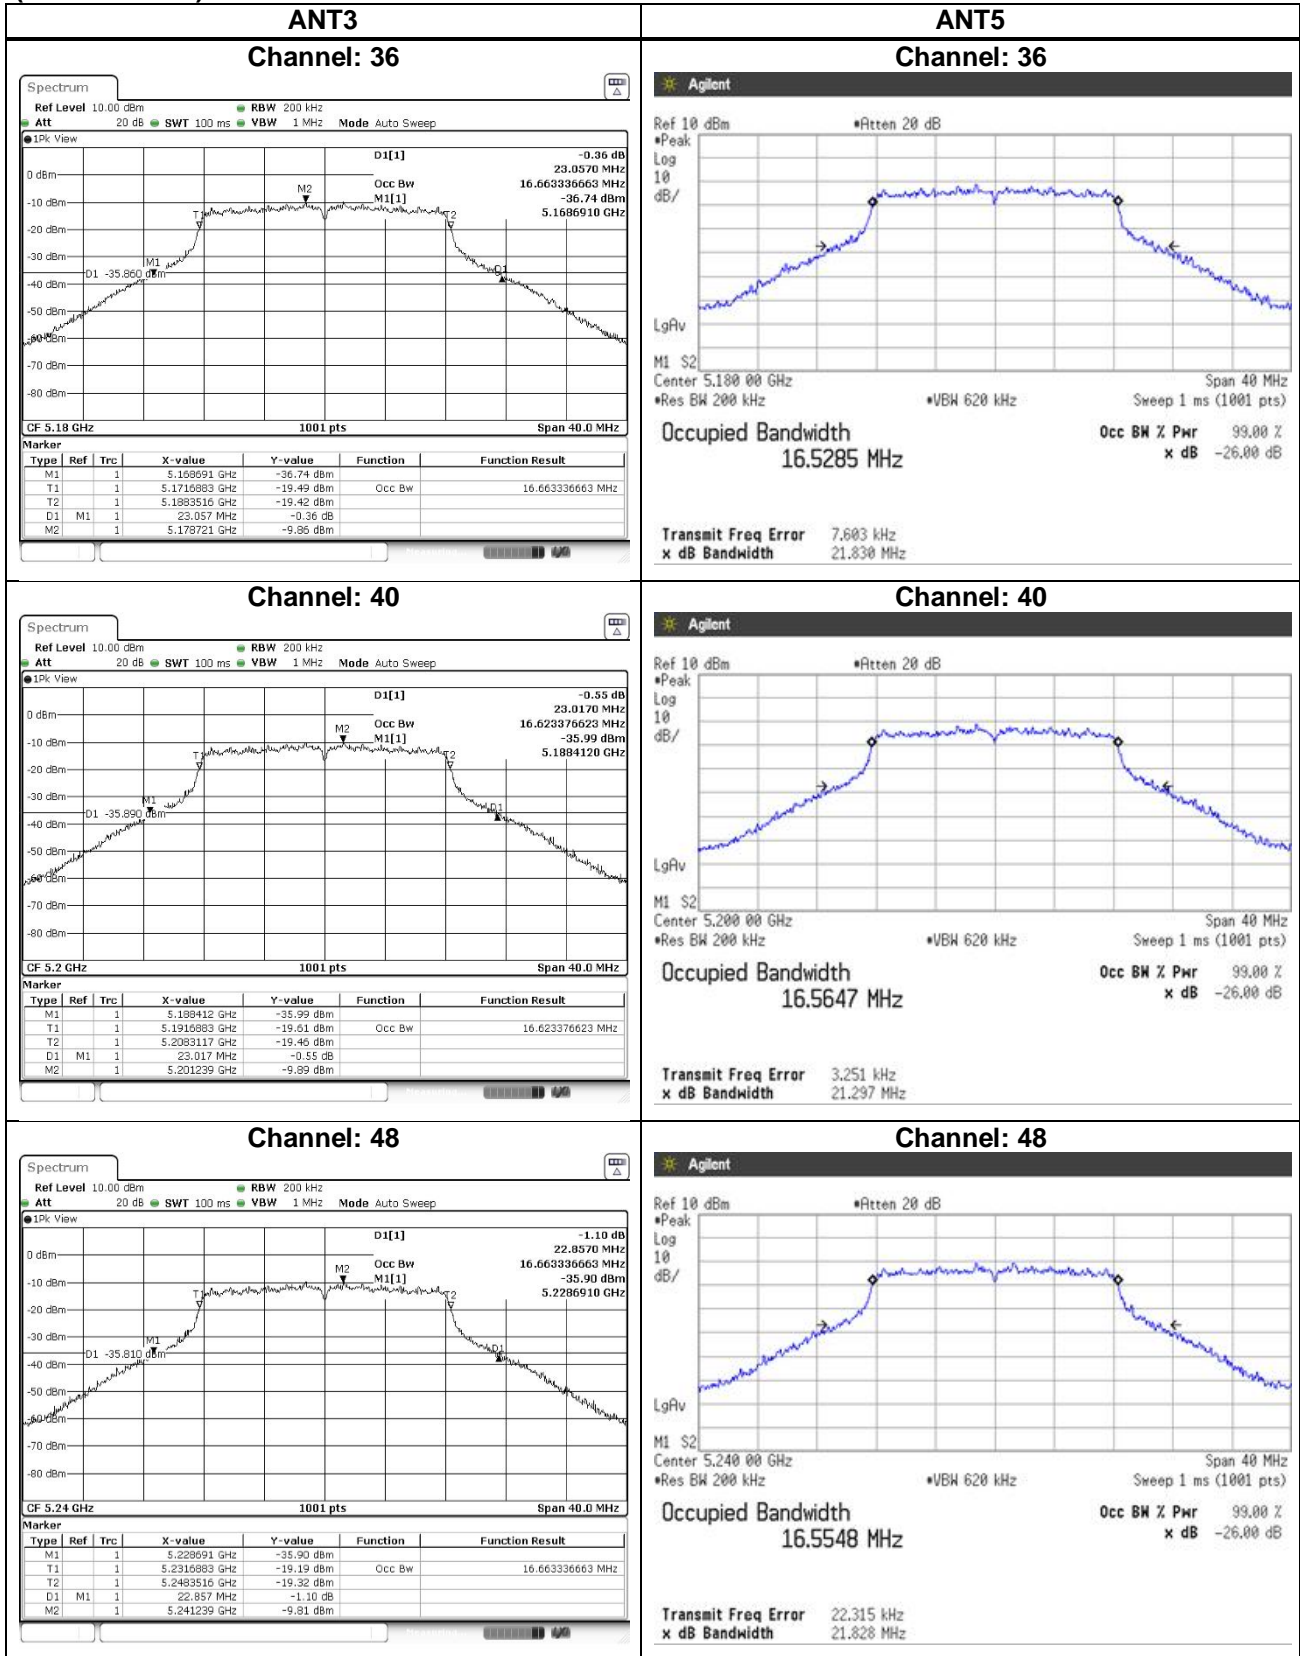 ANT3
ANT5
Channel: 36
Spectrum
Ref Level 10.00 dBm RBW 200 kHz
Att 20 dB SWT 100 ms VBW 1 MHz Mode Auto Sweep
1Pk View
D1[1] -0.36 dB
23.0570 MHz
0 dBm
M2 Occ Bw 16.663336663 MHz
-10 dBm M1[1] -36.74 dBm
T1 T2 5.1686910 GHz
-20 dBm
-30 dBm
M1 D1
D1 -35.860 dBm
-40 dBm
-50 dBm
-60 dBm
-70 dBm
-80 dBm
CF 5.18 GHz 1001 pts Span 40.0 MHz
Marker
Type Ref Trc X-value Y-value Function Function Result
M1 1 5.168691 GHz -36.74 dBm
T1 1 5.1716883 GHz -19.49 dBm Occ Bw 16.663336663 MHz
T2 1 5.1883516 GHz -19.42 dBm
D1 M1 1 23.057 MHz -0.36 dB
M2 1 5.178721 GHz -9.86 dBm
Channel: 36
Agilent
Ref 10 dBm #Atten 20 dB
#Peak
Log
10
dB/
LgAv
M1 S2
Center 5.180 00 GHz Span 40 MHz
#Res BW 200 kHz #VBW 620 kHz Sweep 1 ms (1001 pts)
Occupied Bandwidth Occ BW % Pwr 99.00 %
16.5285 MHz x dB -26.00 dB
Transmit Freq Error 7.603 kHz
x dB Bandwidth 21.830 MHz
Channel: 40
Spectrum
Ref Level 10.00 dBm RBW 200 kHz
Att 20 dB SWT 100 ms VBW 1 MHz Mode Auto Sweep
1Pk View
D1[1] -0.55 dB
23.0170 MHz
0 dBm
M2 Occ Bw 16.623376623 MHz
-10 dBm M1[1] -35.99 dBm
T1 T2 5.1884120 GHz
-20 dBm
-30 dBm
M1 D1
D1 -35.890 dBm
-40 dBm
-50 dBm
-60 dBm
-70 dBm
-80 dBm
CF 5.2 GHz 1001 pts Span 40.0 MHz
Marker
Type Ref Trc X-value Y-value Function Function Result
M1 1 5.188412 GHz -35.99 dBm
T1 1 5.1916883 GHz -19.61 dBm Occ Bw 16.623376623 MHz
T2 1 5.2083117 GHz -19.46 dBm
D1 M1 1 23.017 MHz -0.55 dB
M2 1 5.201239 GHz -9.89 dBm
Channel: 40
Agilent
Ref 10 dBm #Atten 20 dB
#Peak
Log
10
dB/
LgAv
M1 S2
Center 5.200 00 GHz Span 40 MHz
#Res BW 200 kHz #VBW 620 kHz Sweep 1 ms (1001 pts)
Occupied Bandwidth Occ BW % Pwr 99.00 %
16.5647 MHz x dB -26.00 dB
Transmit Freq Error 3.251 kHz
x dB Bandwidth 21.297 MHz
Channel: 48
Spectrum
Ref Level 10.00 dBm RBW 200 kHz
Att 20 dB SWT 100 ms VBW 1 MHz Mode Auto Sweep
1Pk View
D1[1] -1.10 dB
22.8570 MHz
0 dBm
M2 Occ Bw 16.663336663 MHz
-10 dBm M1[1] -35.90 dBm
T1 T2 5.2286910 GHz
-20 dBm
-30 dBm
M1 D1
D1 -35.810 dBm
-40 dBm
-50 dBm
-60 dBm
-70 dBm
-80 dBm
CF 5.24 GHz 1001 pts Span 40.0 MHz
Marker
Type Ref Trc X-value Y-value Function Function Result
M1 1 5.228691 GHz -35.90 dBm
T1 1 5.2316883 GHz -19.19 dBm Occ Bw 16.663336663 MHz
T2 1 5.2483516 GHz -19.32 dBm
D1 M1 1 22.857 MHz -1.10 dB
M2 1 5.241239 GHz -9.81 dBm
Channel: 48
Agilent
Ref 10 dBm #Atten 20 dB
#Peak
Log
10
dB/
LgAv
M1 S2
Center 5.240 00 GHz Span 40 MHz
#Res BW 200 kHz #VBW 620 kHz Sweep 1 ms (1001 pts)
Occupied Bandwidth Occ BW % Pwr 99.00 %
16.5548 MHz x dB -26.00 dB
Transmit Freq Error 22.315 kHz
x dB Bandwidth 21.828 MHz